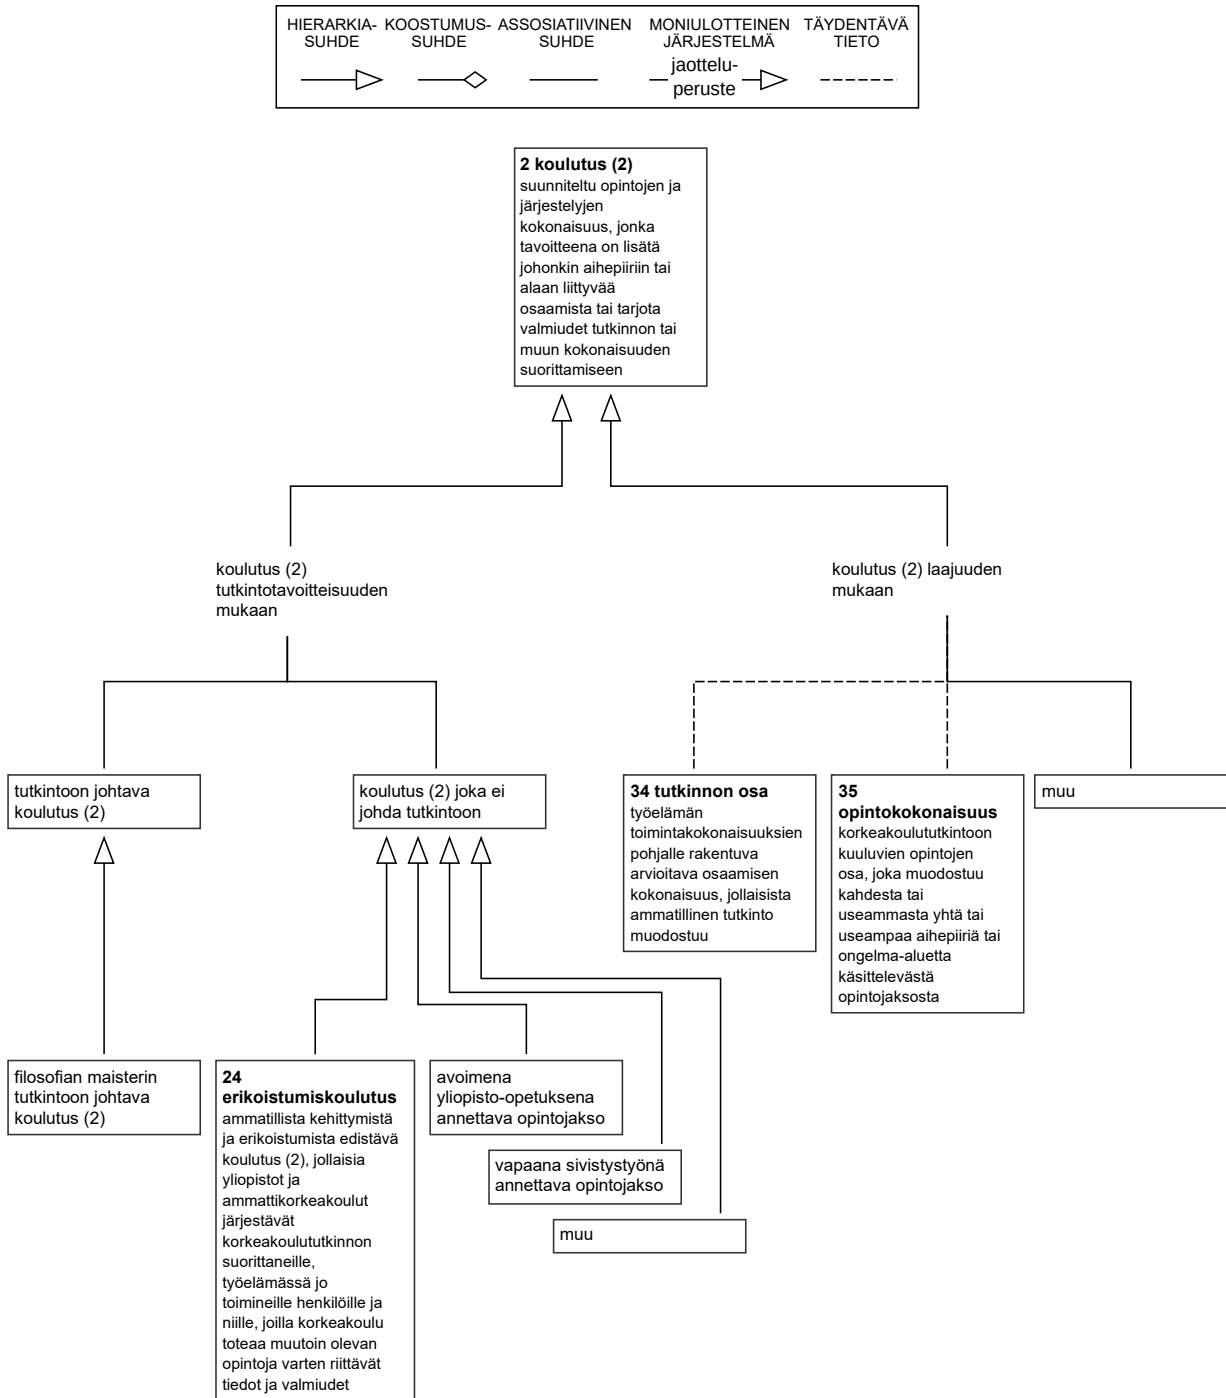 HIERARKIA-
SUHDE
KOOSTUMUS-
SUHDE
ASSOSIATIIVINEN
SUHDE
MONIULOTTEINEN
JÄRJESTELMÄ
jaottelu-
peruste
TÄYDENTÄVÄ
TIETO
2 koulutus (2)
suunniteltu opintojen ja
järjestelyjen
kokonaisuus, jonka
tavoitteena on lisätä
johonkin aihepiiriin tai
alaan liittyvää
osaamista tai tarjota
valmiudet tutkinnon tai
muun kokonaisuuden
suorittamiseen
koulutus (2)
tutkintotavoitteisuuden
mukaan
koulutus (2) laajuuden
mukaan
tutkintoon johtava
koulutus (2)
koulutus (2) joka ei
johda tutkintoon
34 tutkinnon osa
työelämän
toimintakokonaisuuksien
pohjalle rakentuva
arvioitava osaamisen
kokonaisuus, jollaisista
ammatillinen tutkinto
muodostuu
35
opintokokonaisuus
korkeakoulututkintoon
kuuluvien opintojen
osa, joka muodostuu
kahdesta tai
useammasta yhtä tai
useampaa aihepiiriä tai
ongelma-aluetta
käsittelevästä
opintojaksosta
muu
filosofian maisterin
tutkintoon johtava
koulutus (2)
24
erikoistumiskoulutus
ammatillista kehittymistä
ja erikoistumista edistävä
koulutus (2), jollaisia
yliopistot ja
ammattikorkeakoulut
järjestävät
korkeakoulututkinnon
suorittaneille,
työelämässä jo
toimineille henkilöille ja
niille, joilla korkeakoulu
toteaa muutoin olevan
opintoja varten riittävät
tiedot ja valmiudet
avoimena
yliopisto-opetuksena
annettava opintojakso
vapaana sivistystyönä
annettava opintojakso
muu